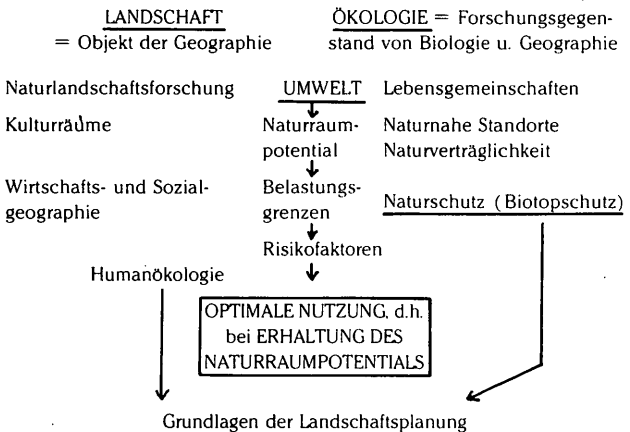 LANDSCHAFT
= Objekt der Geographie
ÖKOLOGIE = Forschungsgegen-
stand von Biologie u. Geographie
Naturlandschaftsforschung
Kulturräume
Wirtschafts- und Sozial-
geographie
Humanökologie
UMWELT
Naturraum-
potential
Belastungs-
grenzen
Risikofaktoren
OPTIMALE NUTZUNG, d.h.
bei ERHALTUNG DES
NATURRAUMPOTENTIALS
Lebensgemeinschaften
Naturnahe Standorte
Naturverträglichkeit
Naturschutz (Biotopschutz)
Grundlagen der Landschaftsplanung